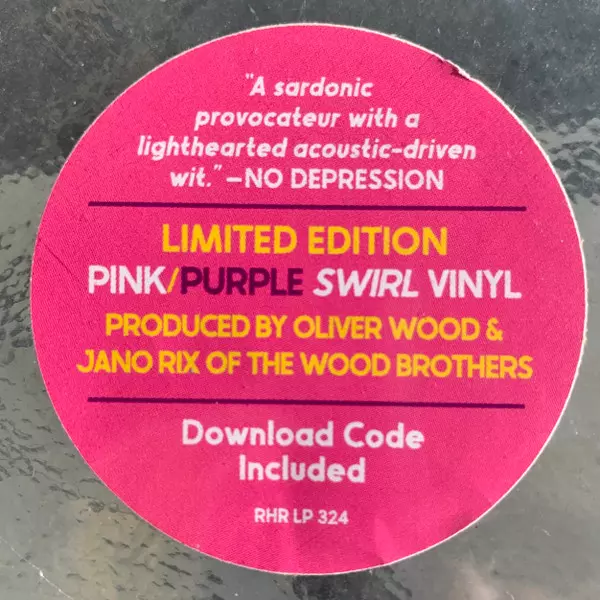 "A sardonic
provocateur with a
lighthearted acoustic-driven
wit." —NO DEPRESSION
LIMITED EDITION
PINK/PURPLE SWIRL VINYL
PRODUCED BY OLIVER WOOD &
JANO RIX OF THE WOOD BROTHERS
Download Code
Included
RHR LP 324